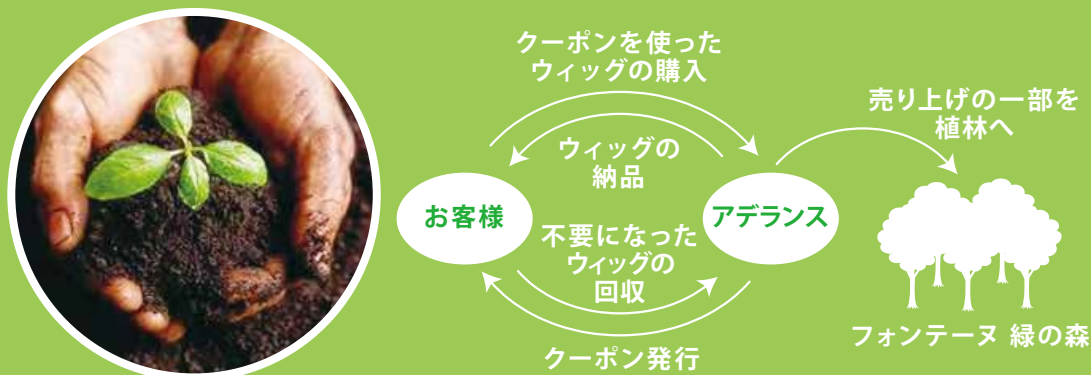 クーポンを使った
ウィッグの購入
売り上げの一部を
植林へ
ウィッグの
納品
お客様
アデランス
不要になった
ウィッグの
回収
フォンテーヌ 緑の森
クーポン発行